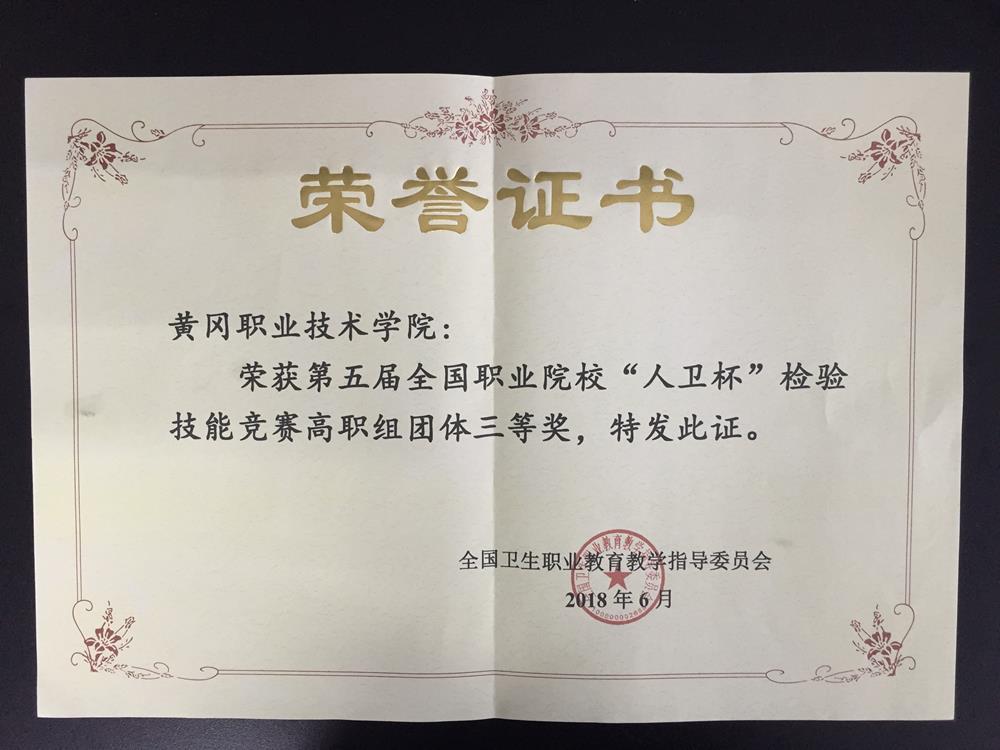 荣誉证书
黄冈职业技术学院：
荣获第五届全国职业院校“人卫杯”检验
技能竞赛高职组团体三等奖，特发此证。
全国卫生职业教育教学指导委员会
2018年6月